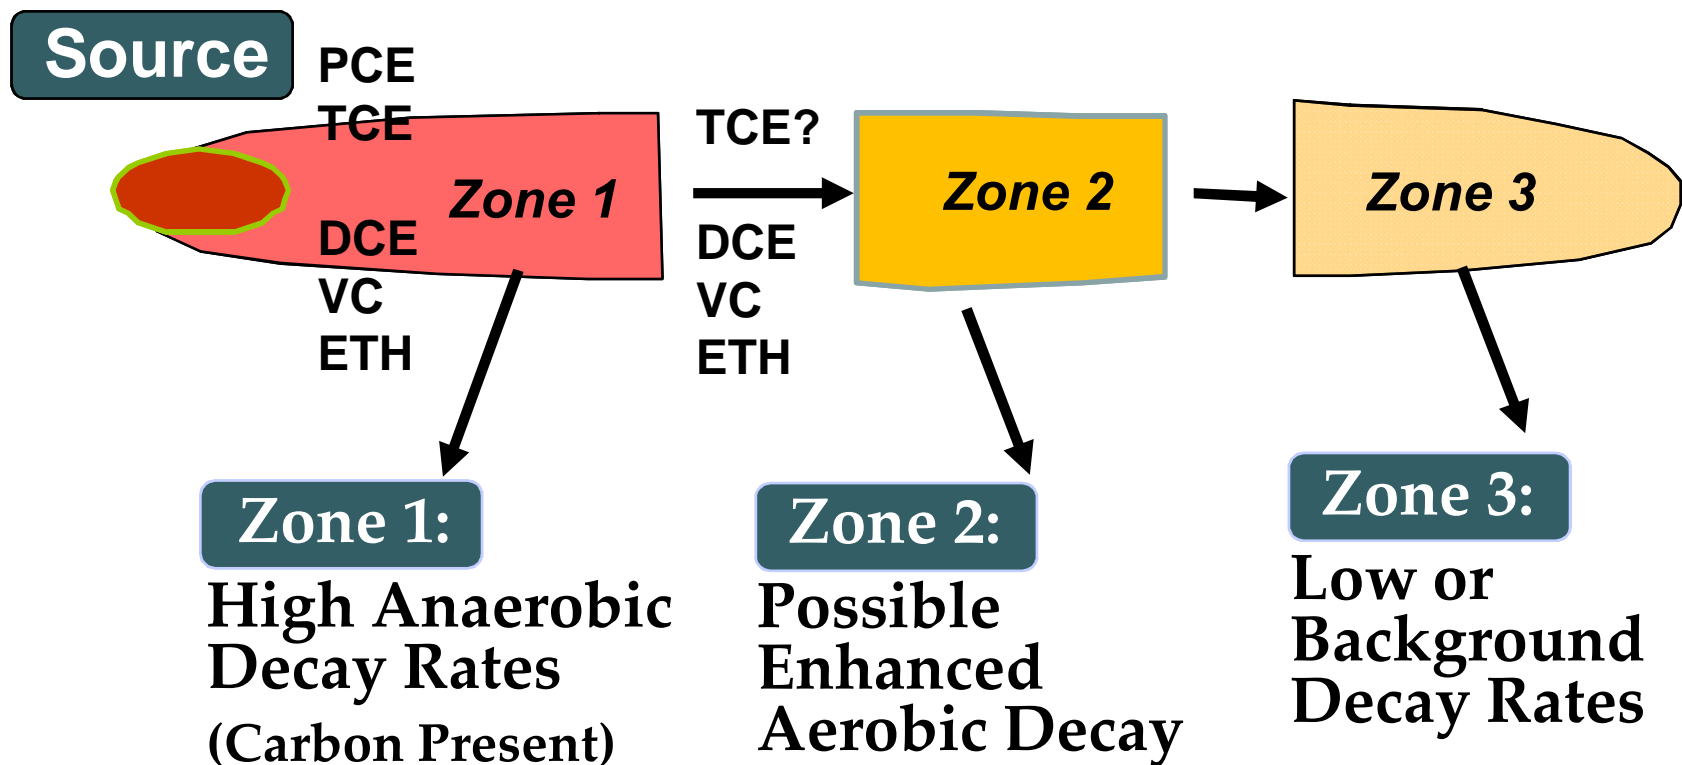 Source
PCE
TCE
DCE
VC
ETH
Zone 1
TCE?
DCE
VC
ETH
Zone 2
Zone 3
Zone 1:
High Anaerobic
Decay Rates
(Carbon Present)
Zone 2:
Possible
Enhanced
Aerobic Decay
Zone 3:
Low or
Background
Decay Rates